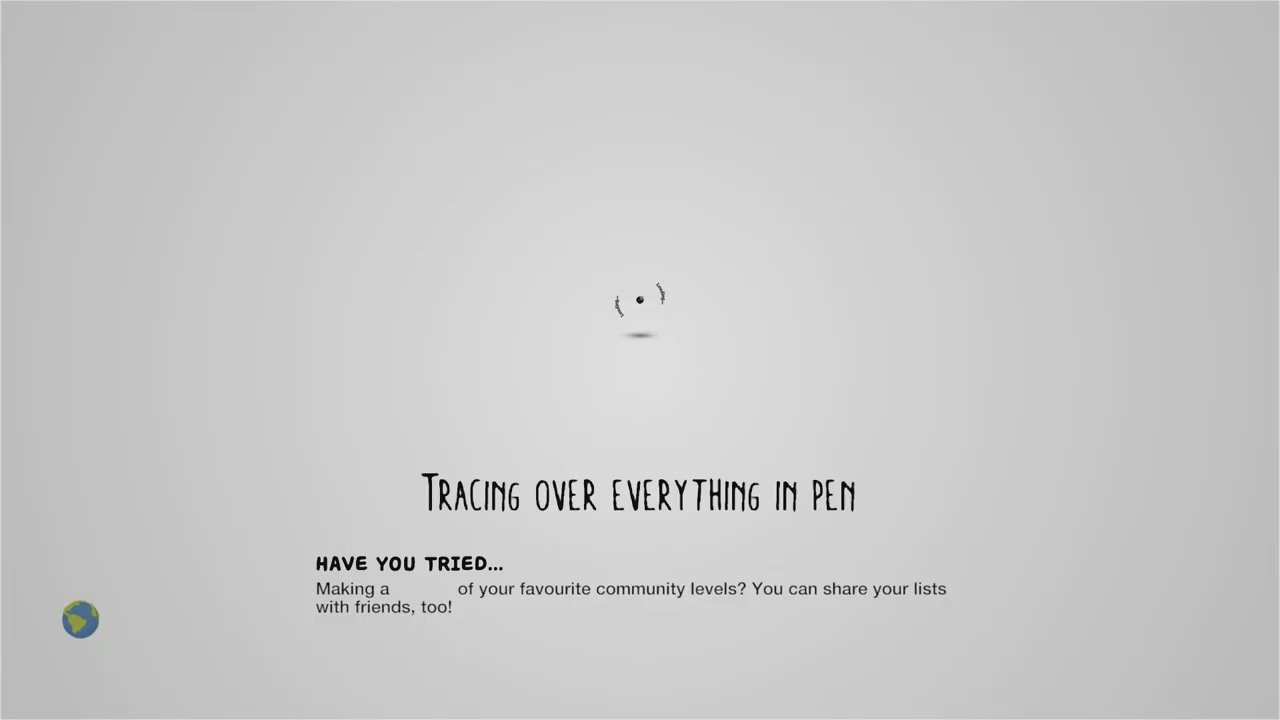 Tracing over everything in pen
HAVE YOU TRIED...
Making a of your favourite community levels? You can share your lists
with friends, too!